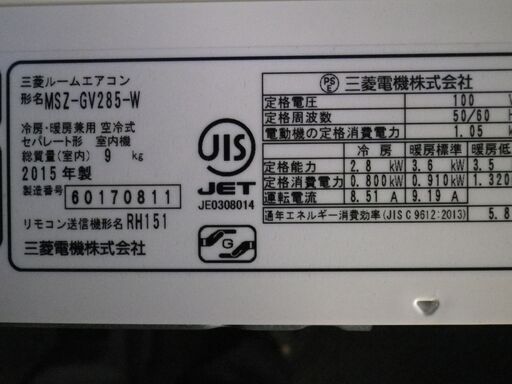 三菱ルームエアコン
形名MSZ-GV285-W
冷房・暖房兼用 空冷式
セパレート形 室内機
総質量(室内) 9 kg
2015年製
製造番号 60170811
リモコン送信機形名 RH151
三菱電機株式会社
JIS
JET
JE0308014
G
PSE 三菱電機株式会社
定格電圧 100 V
定格周波数 50/60 H
電動機の定格消費電力 1.05 k
冷房 暖房標準 暖房低
定格能力 2.8 kW 3.6 kW 3.5
定格消費電力 0.800 kW 0.910 kW 1.320
運転電流 8.51 A 9.19 A
通年エネルギー消費効率(JIS C 9612:2013) 5.8